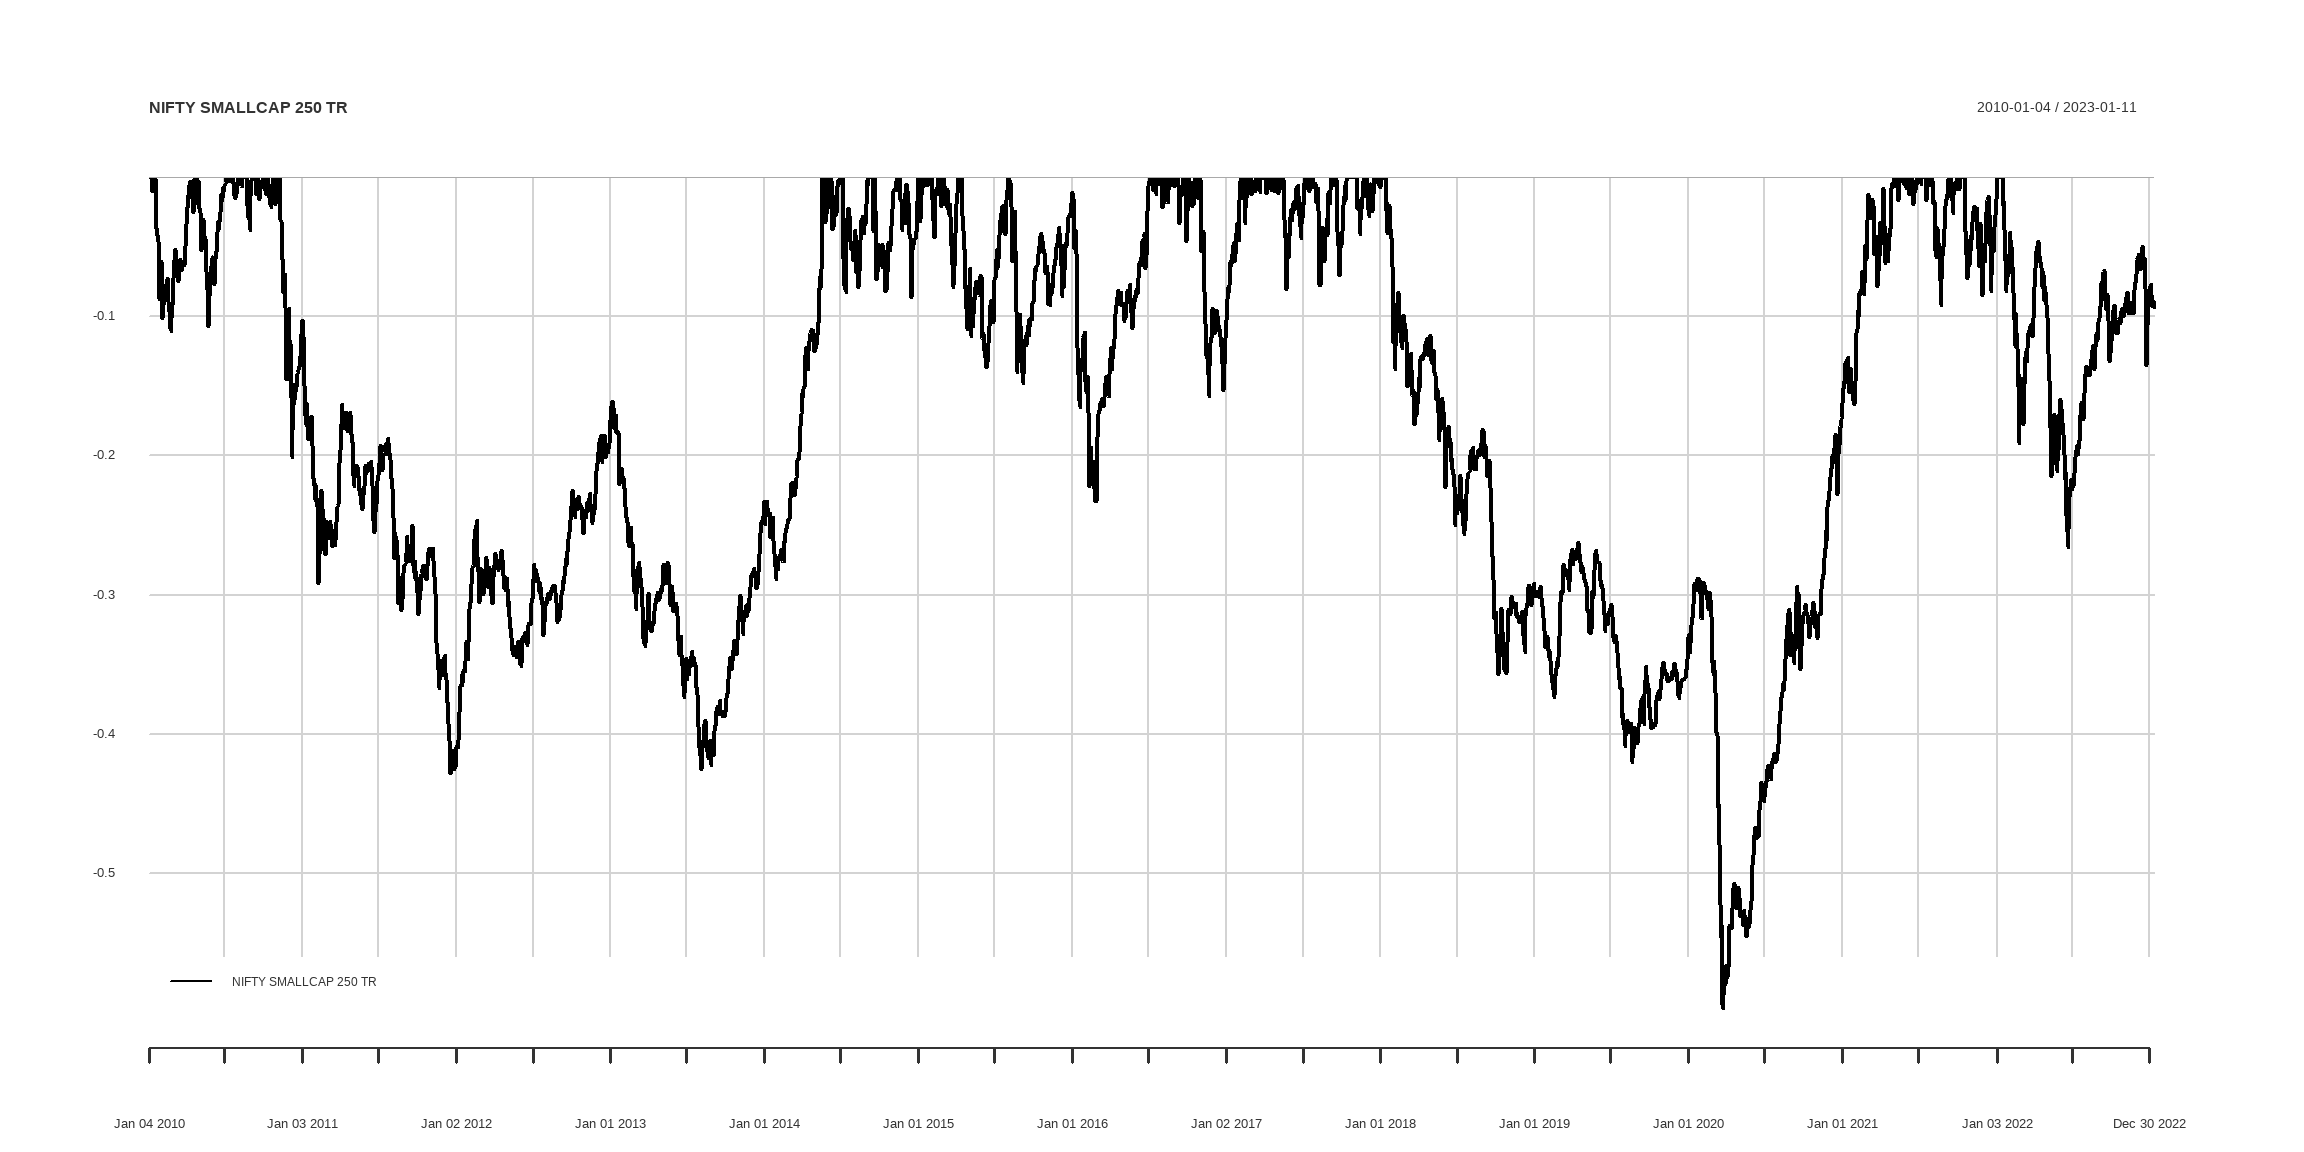 NIFTY SMALLCAP 250 TR
2010-01-04 / 2023-01-11
-0.1
-0.2
-0.3
-0.4
-0.5
NIFTY SMALLCAP 250 TR
Jan 04 2010 Jan 03 2011 Jan 02 2012 Jan 01 2013 Jan 01 2014 Jan 01 2015 Jan 01 2016 Jan 02 2017 Jan 01 2018 Jan 01 2019 Jan 01 2020 Jan 01 2021 Jan 03 2022 Dec 30 2022